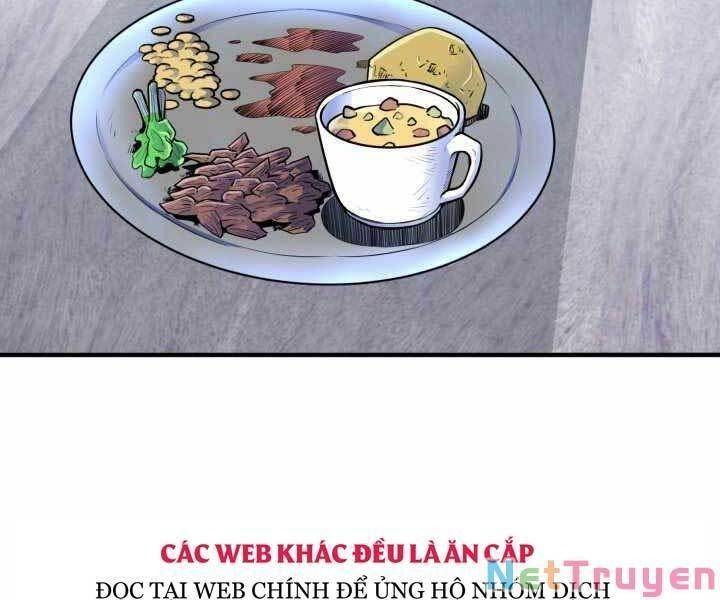 CÁC WEB KHÁC ĐỀU LÀ ĂN CẮP
NetTruyen
ĐỌC TẠI WEB CHÍNH ĐỂ ỦNG HỘ NHÓM DỊCH